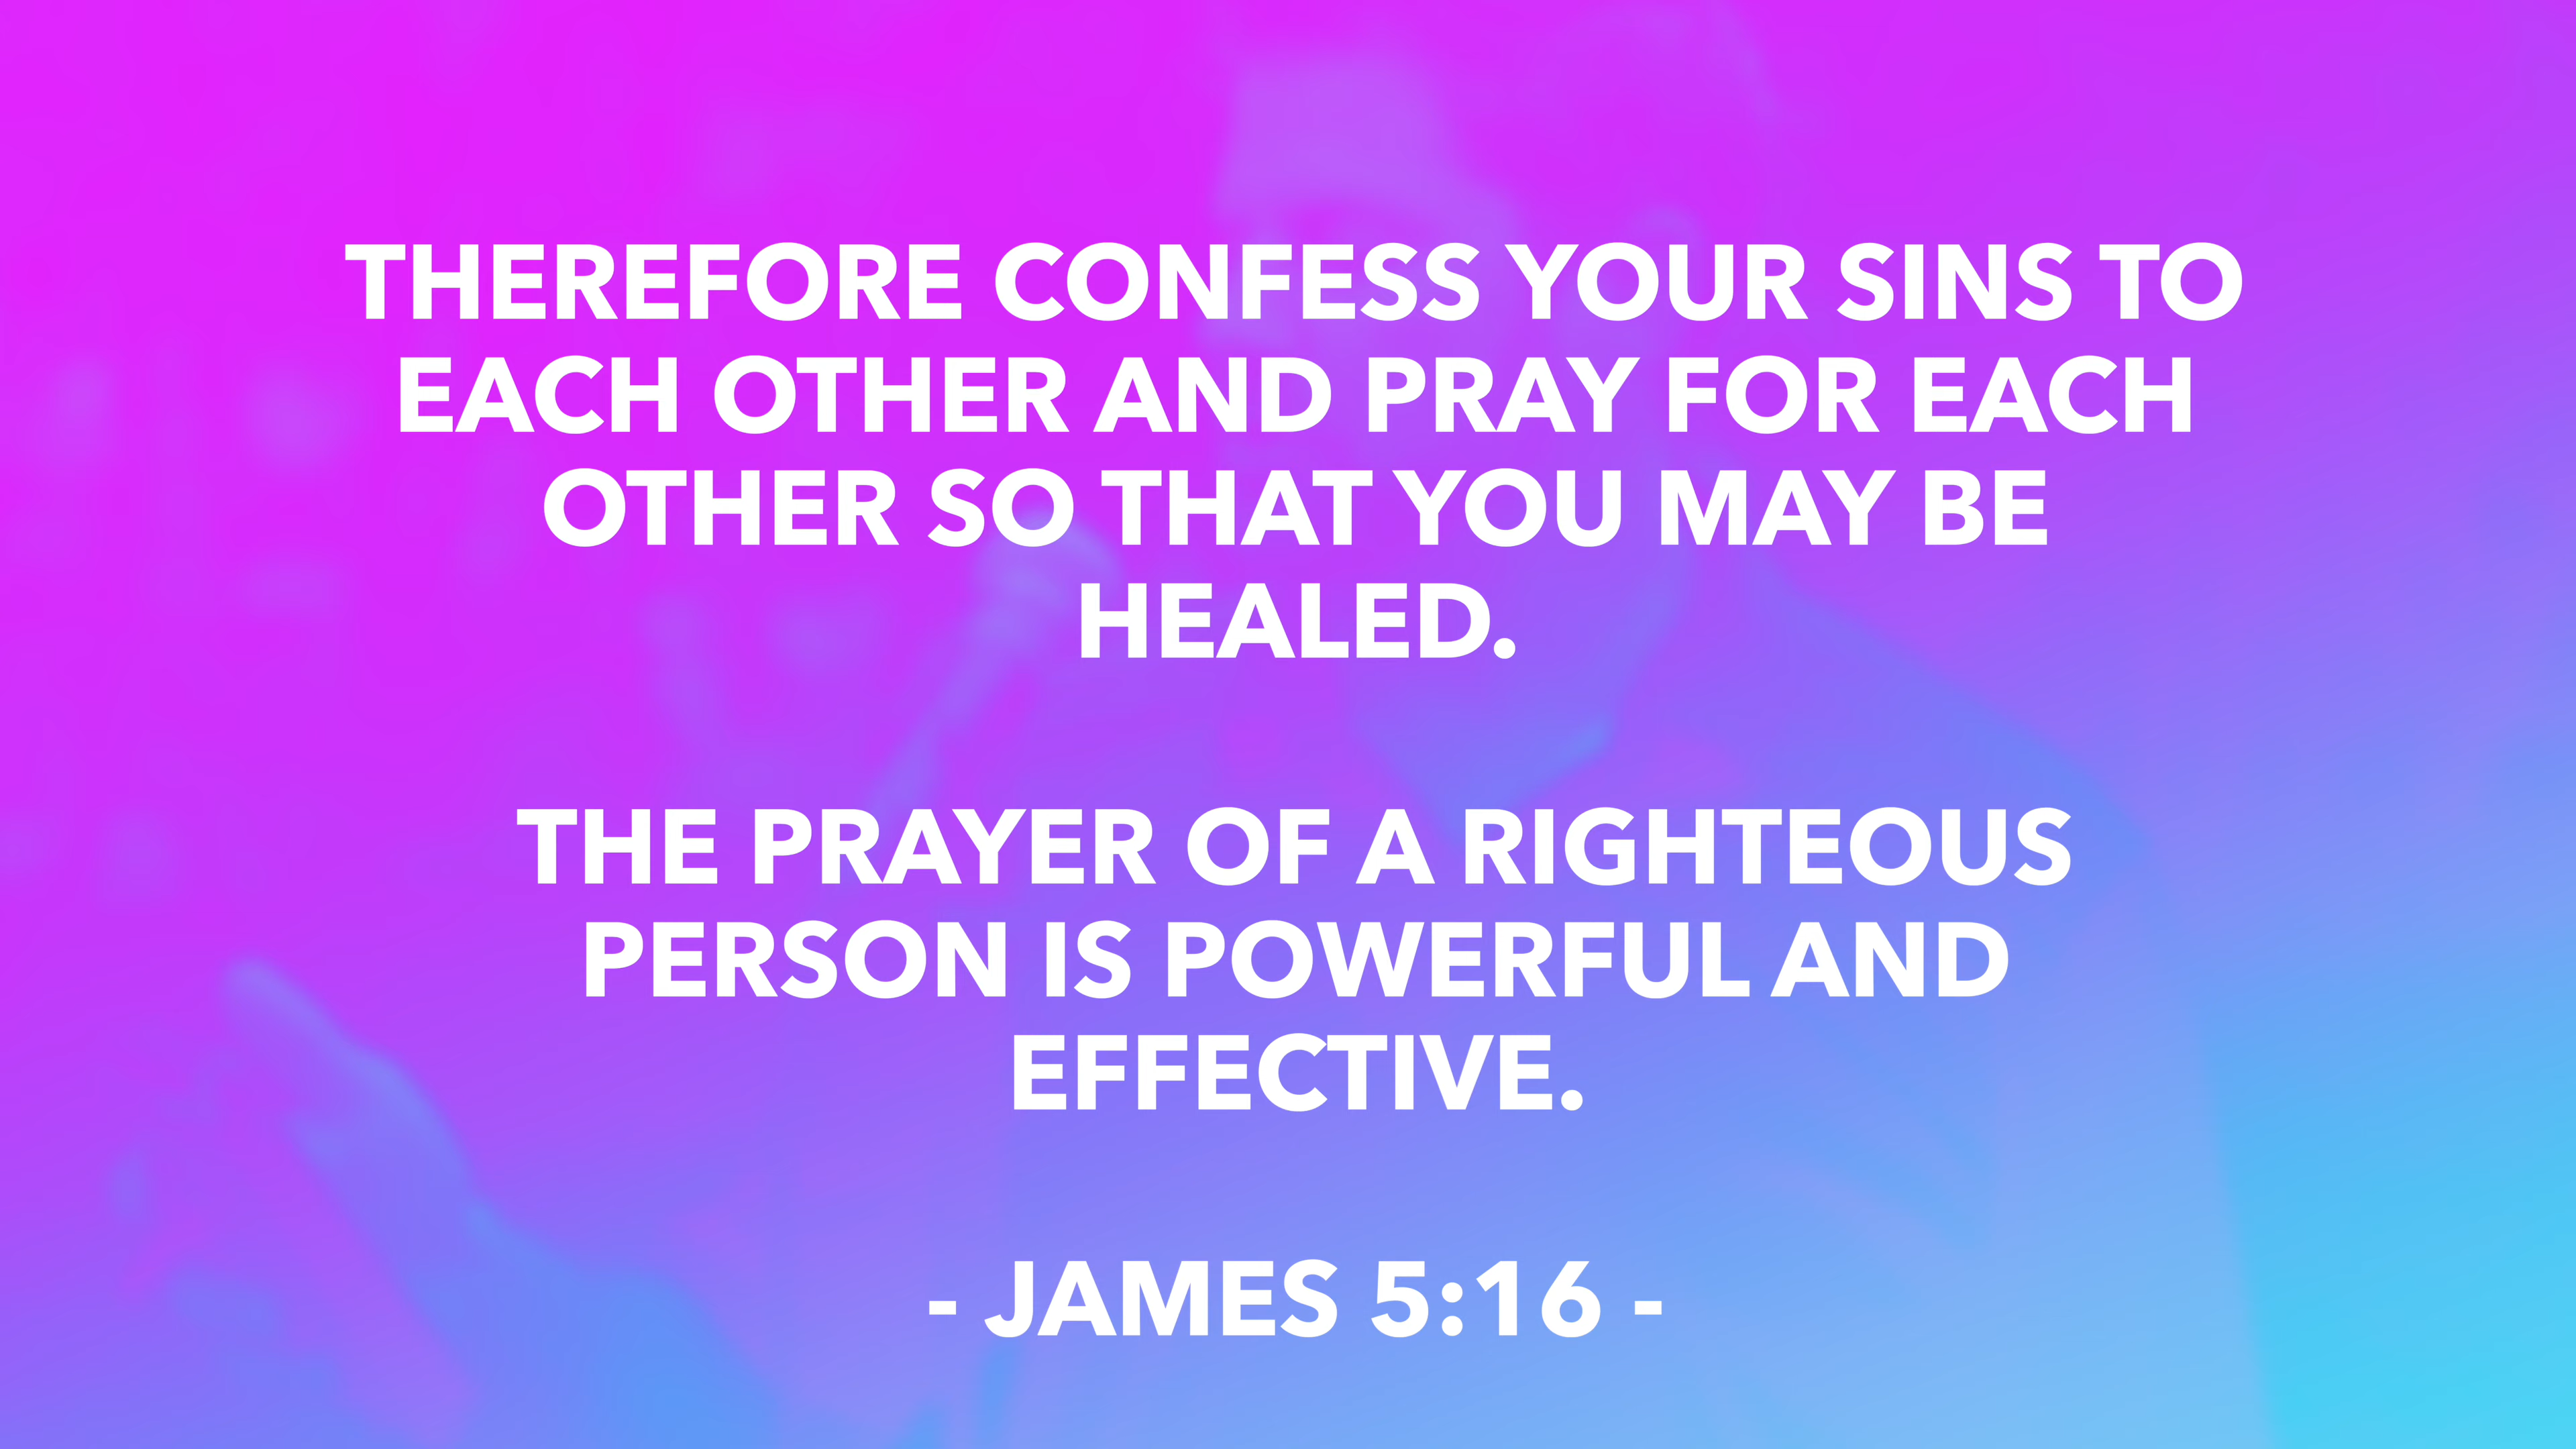 THEREFORE CONFESS YOUR SINS TO
EACH OTHER AND PRAY FOR EACH
OTHER SO THAT YOU MAY BE
HEALED.
THE PRAYER OF A RIGHTEOUS
PERSON IS POWERFUL AND
EFFECTIVE.
- JAMES 5:16 -